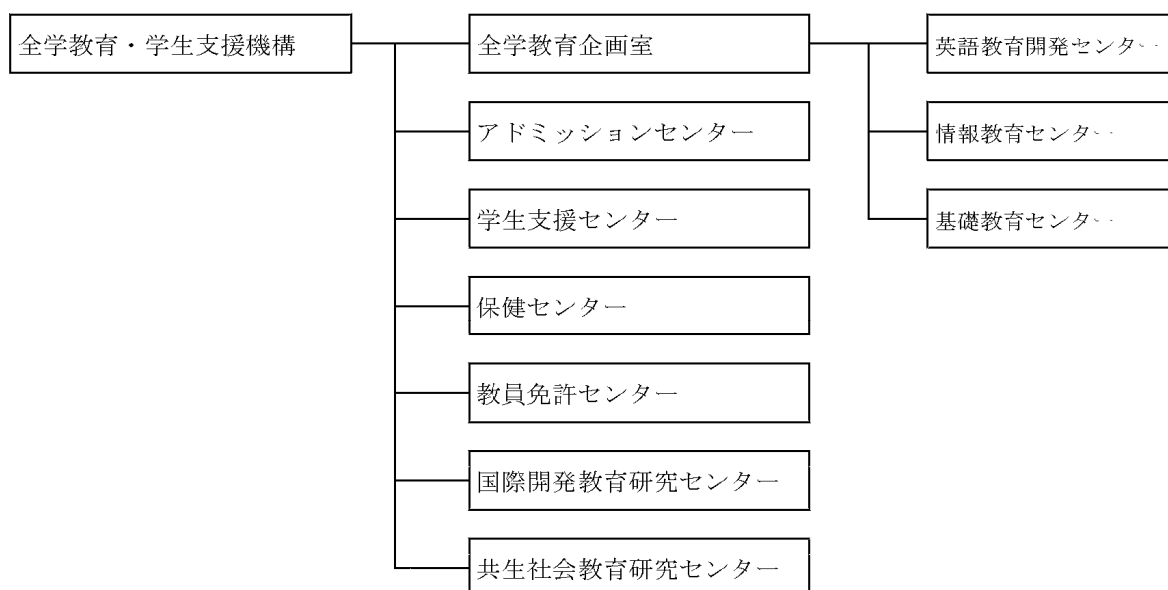 全学教育・学生支援機構
全学教育企画室
英語教育開発センター
情報教育センター
基礎教育センター
アドミッションセンター
学生支援センター
保健センター
教員免許センター
国際開発教育研究センター
共生社会教育研究センター